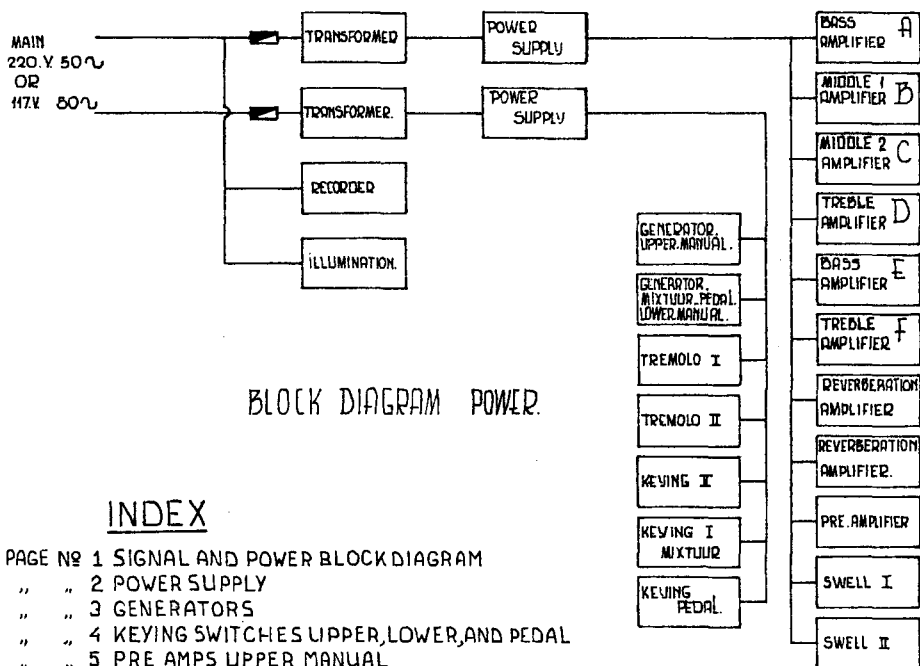 MAIN
220.V. 50~
OR
117.V. 60~
TRANSFORMER
POWER
SUPPLY
TRANSFORMER.
POWER
SUPPLY
RECORDER
ILLUMINATION.
GENERATOR.
UPPER.MANUAL.
GENERATOR.
MIXTUUR.PEDAL.
LOWER.MANUAL.
TREMOLO I
TREMOLO II
KEYING II
KEYING I
MIXTUUR
KEYING
PEDAL.
BASS A
AMPLIFIER
MIDDLE 1
AMPLIFIER B
MIDDLE 2
AMPLIFIER C
TREBLE D
AMPLIFIER
BASS E
AMPLIFIER
TREBLE F
AMPLIFIER
REVERBERATION
AMPLIFIER
REVERBERATION
AMPLIFIER.
PRE.AMPLIFIER
SWELL I
SWELL II
BLOCK DIAGRAM POWER.
INDEX
PAGE Nº 1 SIGNAL AND POWER BLOCKDIAGRAM
„ „ 2 POWER SUPPLY
„ „ 3 GENERATORS
„ „ 4 KEYING SWITCHES UPPER, LOWER, AND PEDAL
„ „ 5 PRE AMPS UPPER MANUAL